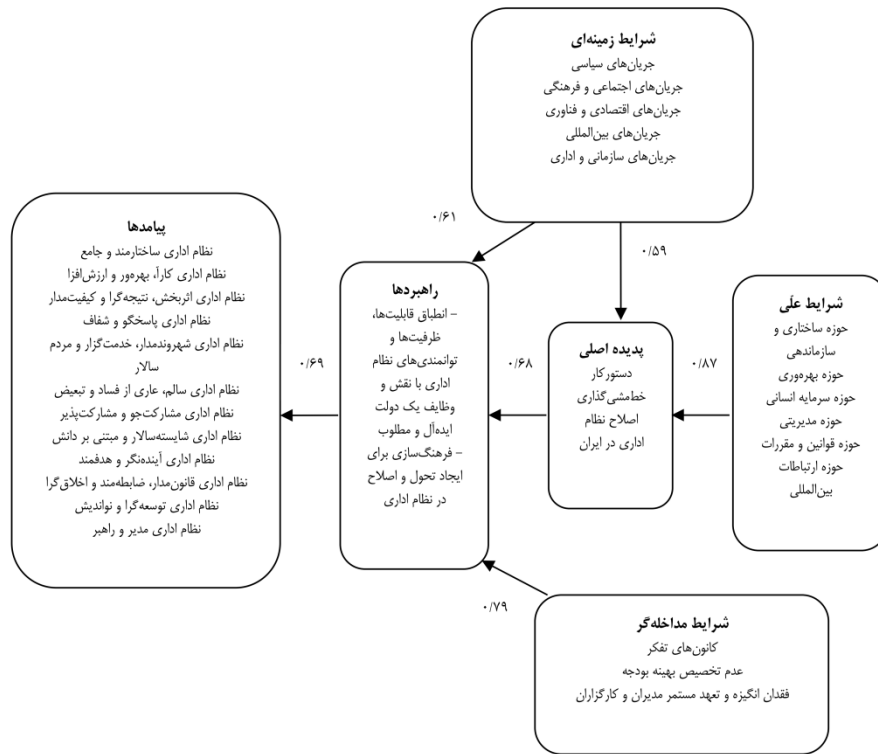 شرایط زمینه‌ای
جریان‌های سیاسی
جریان‌های اجتماعی و فرهنگی
جریان‌های اقتصادی و فناوری
جریان‌های بین‌المللی
جریان‌های سازمانی و اداری
۰/۶۱
۰/۵۹
شرایط علّی
حوزه ساختاری و
سازماندهی
حوزه بهره‌وری
حوزه سرمایه انسانی
حوزه مدیریتی
حوزه قوانین و مقررات
حوزه ارتباطات
بین‌المللی
۰/۸۷
پدیده اصلی
دستورکار
خط‌مشی‌گذاری
اصلاح نظام
اداری در ایران
۰/۶۸
راهبردها
– انطباق قابلیت‌ها،
ظرفیت‌ها و
توانمندی‌های نظام
اداری با نقش و
وظایف یک دولت
ایده‌آل و مطلوب
– فرهنگ‌سازی برای
ایجاد تحول و اصلاح
در نظام اداری
۰/۶۹
پیامدها
نظام اداری ساختارمند و جامع
نظام اداری کارآ، بهره‌ور و ارزش‌افزا
نظام اداری اثربخش، نتیجه‌گرا و کیفیت‌مدار
نظام اداری پاسخگو و شفاف
نظام اداری شهروندمدار، خدمت‌گزار و مردم
سالار
نظام اداری سالم، عاری از فساد و تبعیض
نظام اداری مشارکت‌جو و مشارکت‌پذیر
نظام اداری شایسته‌سالار و مبتنی بر دانش
نظام اداری آینده‌نگر و هدفمند
نظام اداری قانون‌مدار، ضابطه‌مند و اخلاق‌گرا
نظام اداری توسعه‌گرا و نواندیش
نظام اداری مدیر و راهبر
۰/۷۹
شرایط مداخله‌گر
کانون‌های تفکر
عدم تخصیص بهینه بودجه
فقدان انگیزه و تعهد مستمر مدیران و کارگزاران